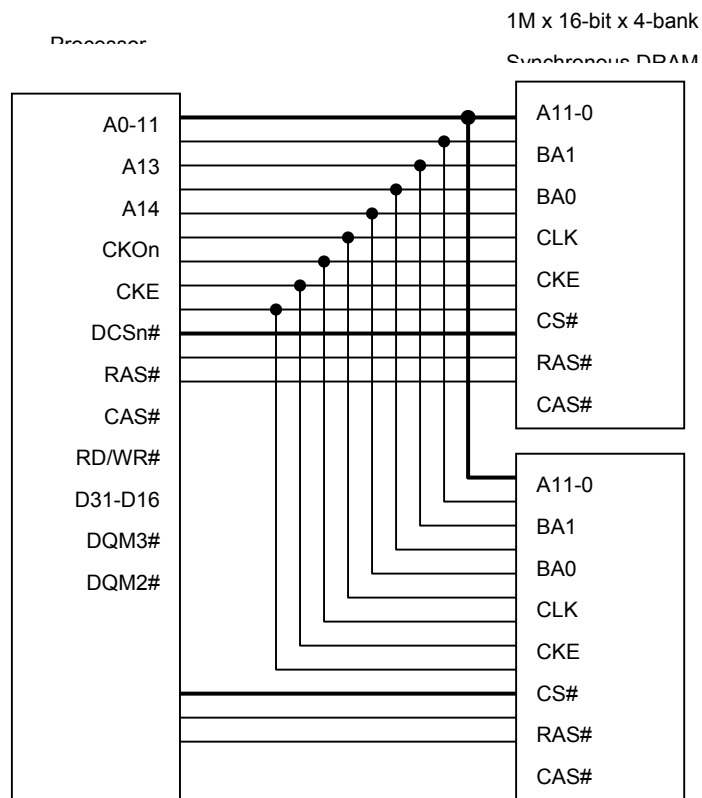 1M x 16-bit x 4-bank
Processor
Synchronous DRAM
A0-11
A13
A14
CKOn
CKE
DCSn#
RAS#
CAS#
RD/WR#
D31-D16
DQM3#
DQM2#
A11-0
BA1
BA0
CLK
CKE
CS#
RAS#
CAS#
A11-0
BA1
BA0
CLK
CKE
CS#
RAS#
CAS#